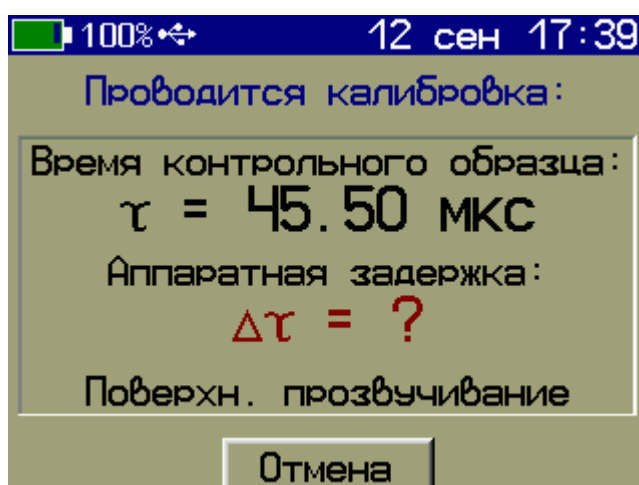 100% 12 сен 17:39
Проводится калибровка:
Время контрольного образца:
τ = 45.50 мкс
Аппаратная задержка:
Δτ = ?
Поверхн. прозвучивание
Отмена